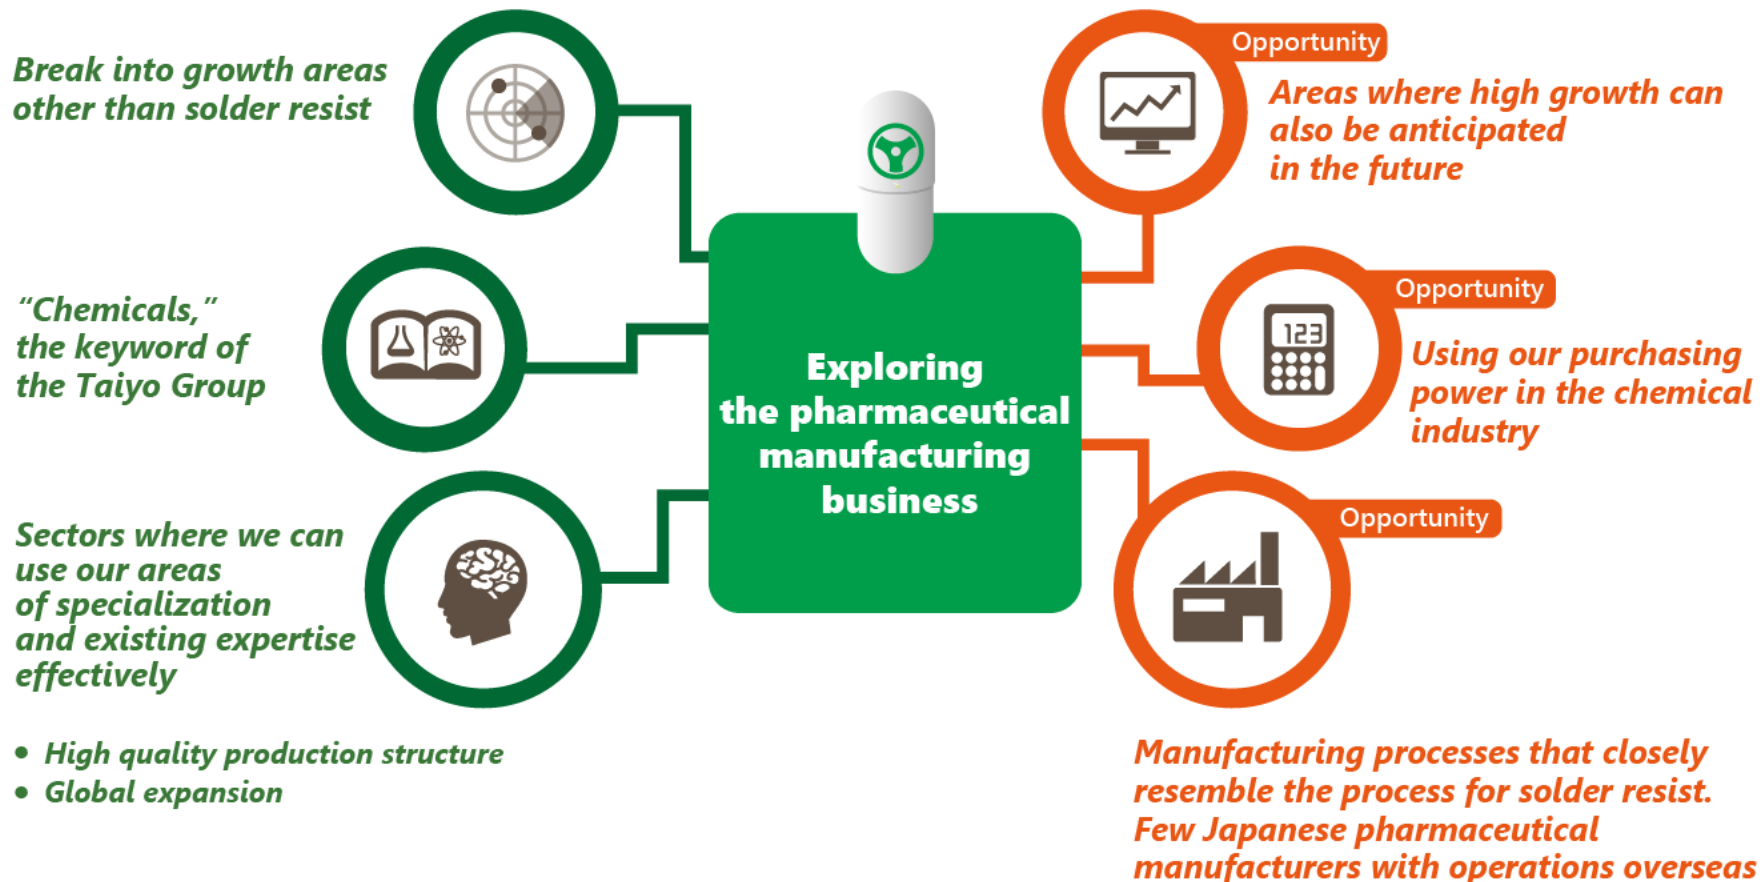 Break into growth areas
other than solder resist
“Chemicals,”
the keyword of
the Taiyo Group
Sectors where we can
use our areas
of specialization
and existing expertise
effectively
• High quality production structure
• Global expansion
Exploring
the pharmaceutical
manufacturing
business
Opportunity
Areas where high growth can
also be anticipated
in the future
Opportunity
123
Using our purchasing
power in the chemical
industry
Opportunity
Manufacturing processes that closely
resemble the process for solder resist.
Few Japanese pharmaceutical
manufacturers with operations overseas